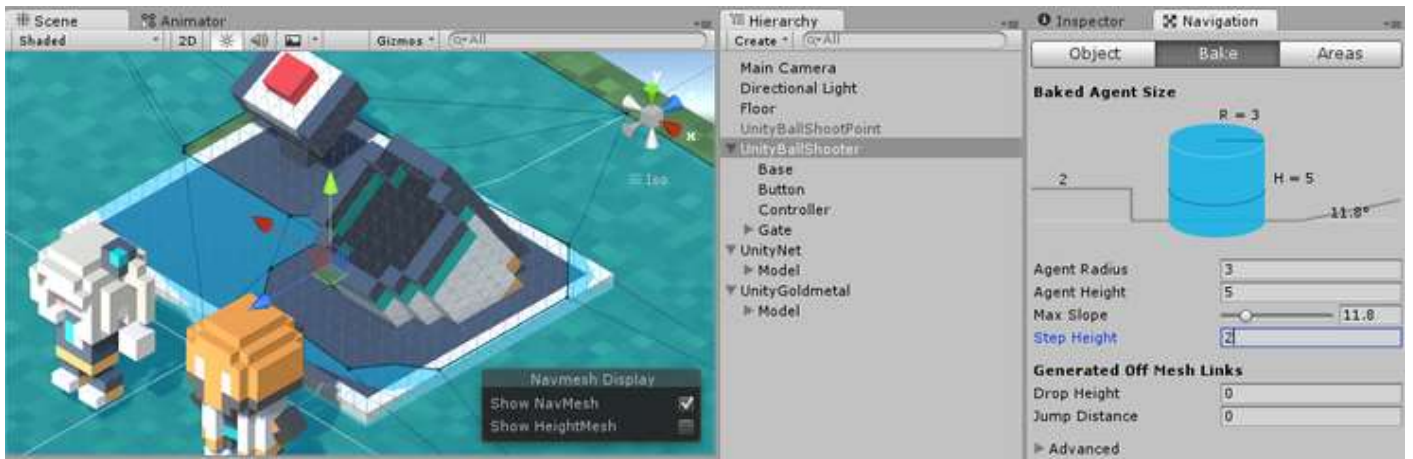 Scene
Animator
Shaded
2D
Gizmos
All
Y
x
Iso
Navmesh Display
Show NavMesh
Show HeightMesh
Hierarchy
Create
All
Main Camera
Directional Light
Floor
UnityBallShootPoint
UnityBallShooter
Base
Button
Controller
Gate
UnityNet
Model
UnityGoldmetal
Model
Inspector
Navigation
Object
Bake
Areas
Baked Agent Size
R = 3
2
H = 5
11.8°
Agent Radius 3
Agent Height 5
Max Slope 11.8
Step Height 2
Generated Off Mesh Links
Drop Height 0
Jump Distance 0
Advanced